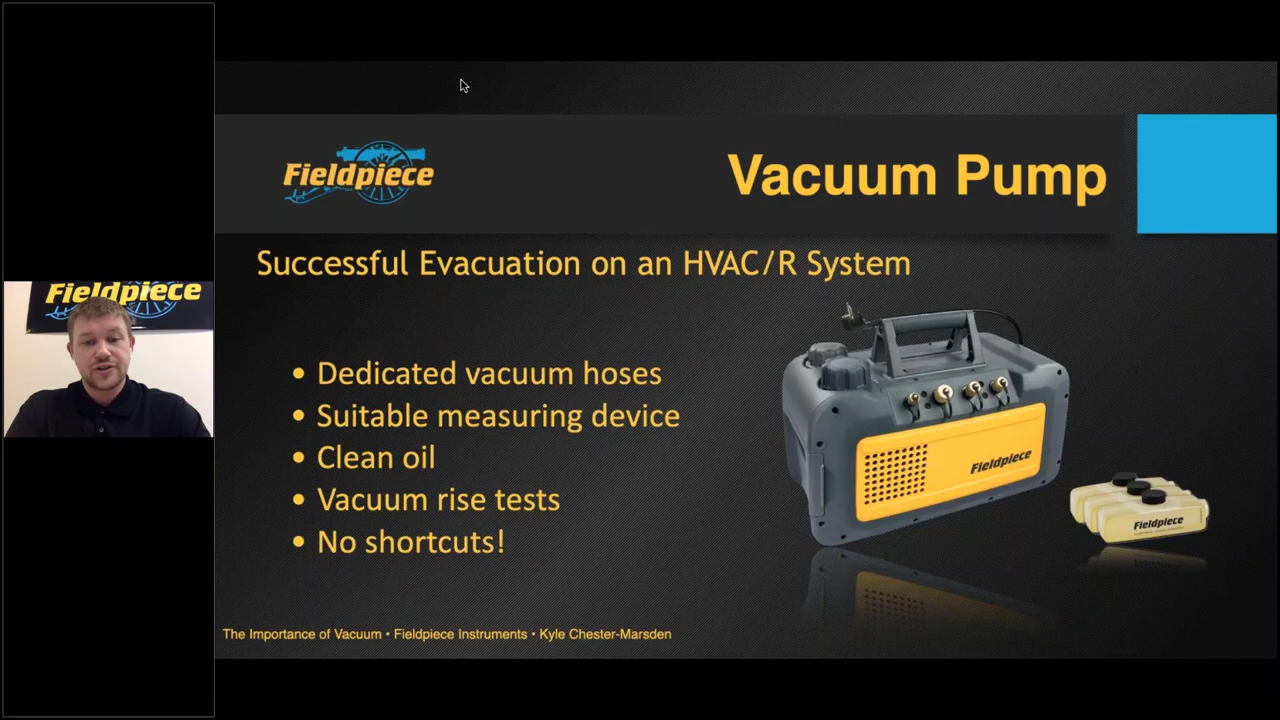 Fieldpiece
Vacuum Pump
Successful Evacuation on an HVAC/R System
• Dedicated vacuum hoses
• Suitable measuring device
• Clean oil
• Vacuum rise tests
• No shortcuts!
Fieldpiece
Fieldpiece
Fieldpiece
The Importance of Vacuum • Fieldpiece Instruments • Kyle Chester-Marsden